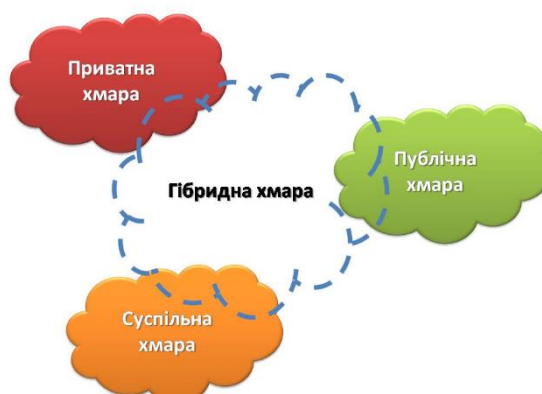 Приватна
хмара
Публічна
хмара
Гібридна хмара
Суспільна
хмара